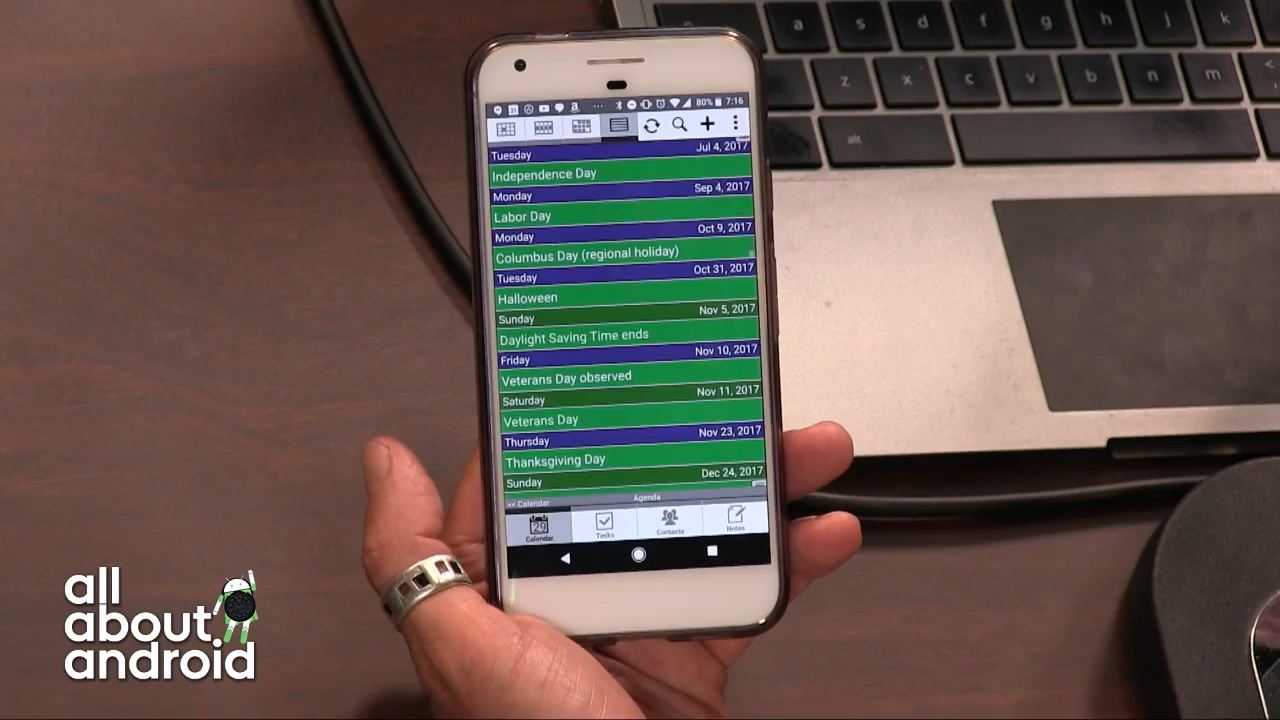 a s d f g h j k
z x c v b n m <
alt
80% 7:16
Tuesday Jul 4, 2017
Independence Day
Monday Sep 4, 2017
Labor Day
Monday Oct 9, 2017
Columbus Day (regional holiday)
Tuesday Oct 31, 2017
Halloween
Sunday Nov 5, 2017
Daylight Saving Time ends
Friday Nov 10, 2017
Veterans Day observed
Saturday Nov 11, 2017
Veterans Day
Thursday Nov 23, 2017
Thanksgiving Day
Sunday Dec 24, 2017
<< Calendar Agenda
29
Calendar Tasks Contacts Notes
all
about
android